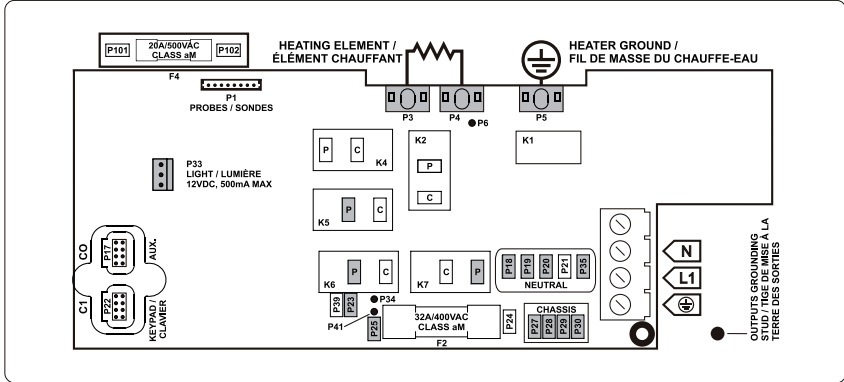 P101
20A/500VAC
CLASS aM
P102
F4
HEATING ELEMENT /
ÉLÉMENT CHAUFFANT
HEATER GROUND /
FIL DE MASSE DU CHAUFFE-EAU
P1
PROBES / SONDES
P3
P4
P6
P5
K2
P
C
K1
P
C
K4
P33
LIGHT / LUMIÈRE
12VDC, 500mA MAX
P
C
K5
CO
P17
AUX.
C1
P22
KEYPAD /
CLAVIER
P
C
K6
C
P
K7
P18
P19
P20
P21
P35
NEUTRAL
N
L1
P39
P23
P34
P41
P25
32A/400VAC
CLASS aM
F2
P24
CHASSIS
P27
P28
P29
P30
OUTPUTS GROUNDING
STUD / TIGE DE MISE À LA
TERRE DES SORTIES